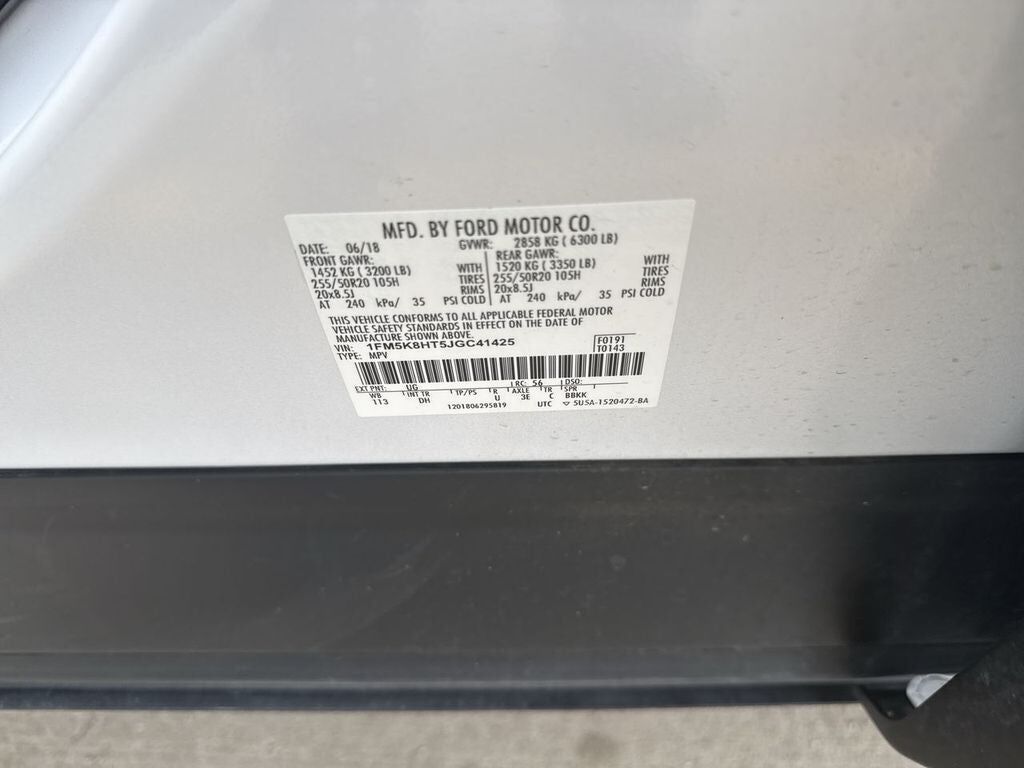 MFD. BY FORD MOTOR CO.
DATE: 06/18 GVWR: 2858 KG ( 6300 LB)
FRONT GAWR: REAR GAWR:
1452 KG ( 3200 LB) WITH 1520 KG ( 3350 LB) WITH
255/50R20 105H TIRES 255/50R20 105H TIRES
20x8.5J RIMS 20x8.5J RIMS
AT 240 kPa/ 35 PSI COLD AT 240 kPa/ 35 PSI COLD
THIS VEHICLE CONFORMS TO ALL APPLICABLE FEDERAL MOTOR
VEHICLE SAFETY STANDARDS IN EFFECT ON THE DATE OF
MANUFACTURE SHOWN ABOVE.
VIN: 1FM5K8HT5JGC41425 F0191
TYPE: MPV T0143
EXT PNT: UG RC: 56 DSO:
WB INT TR TP/PS R AXLE TR SPR
113 DH U 3E C BBKK
1201806295819 UTC 5U5A-1520472-BA